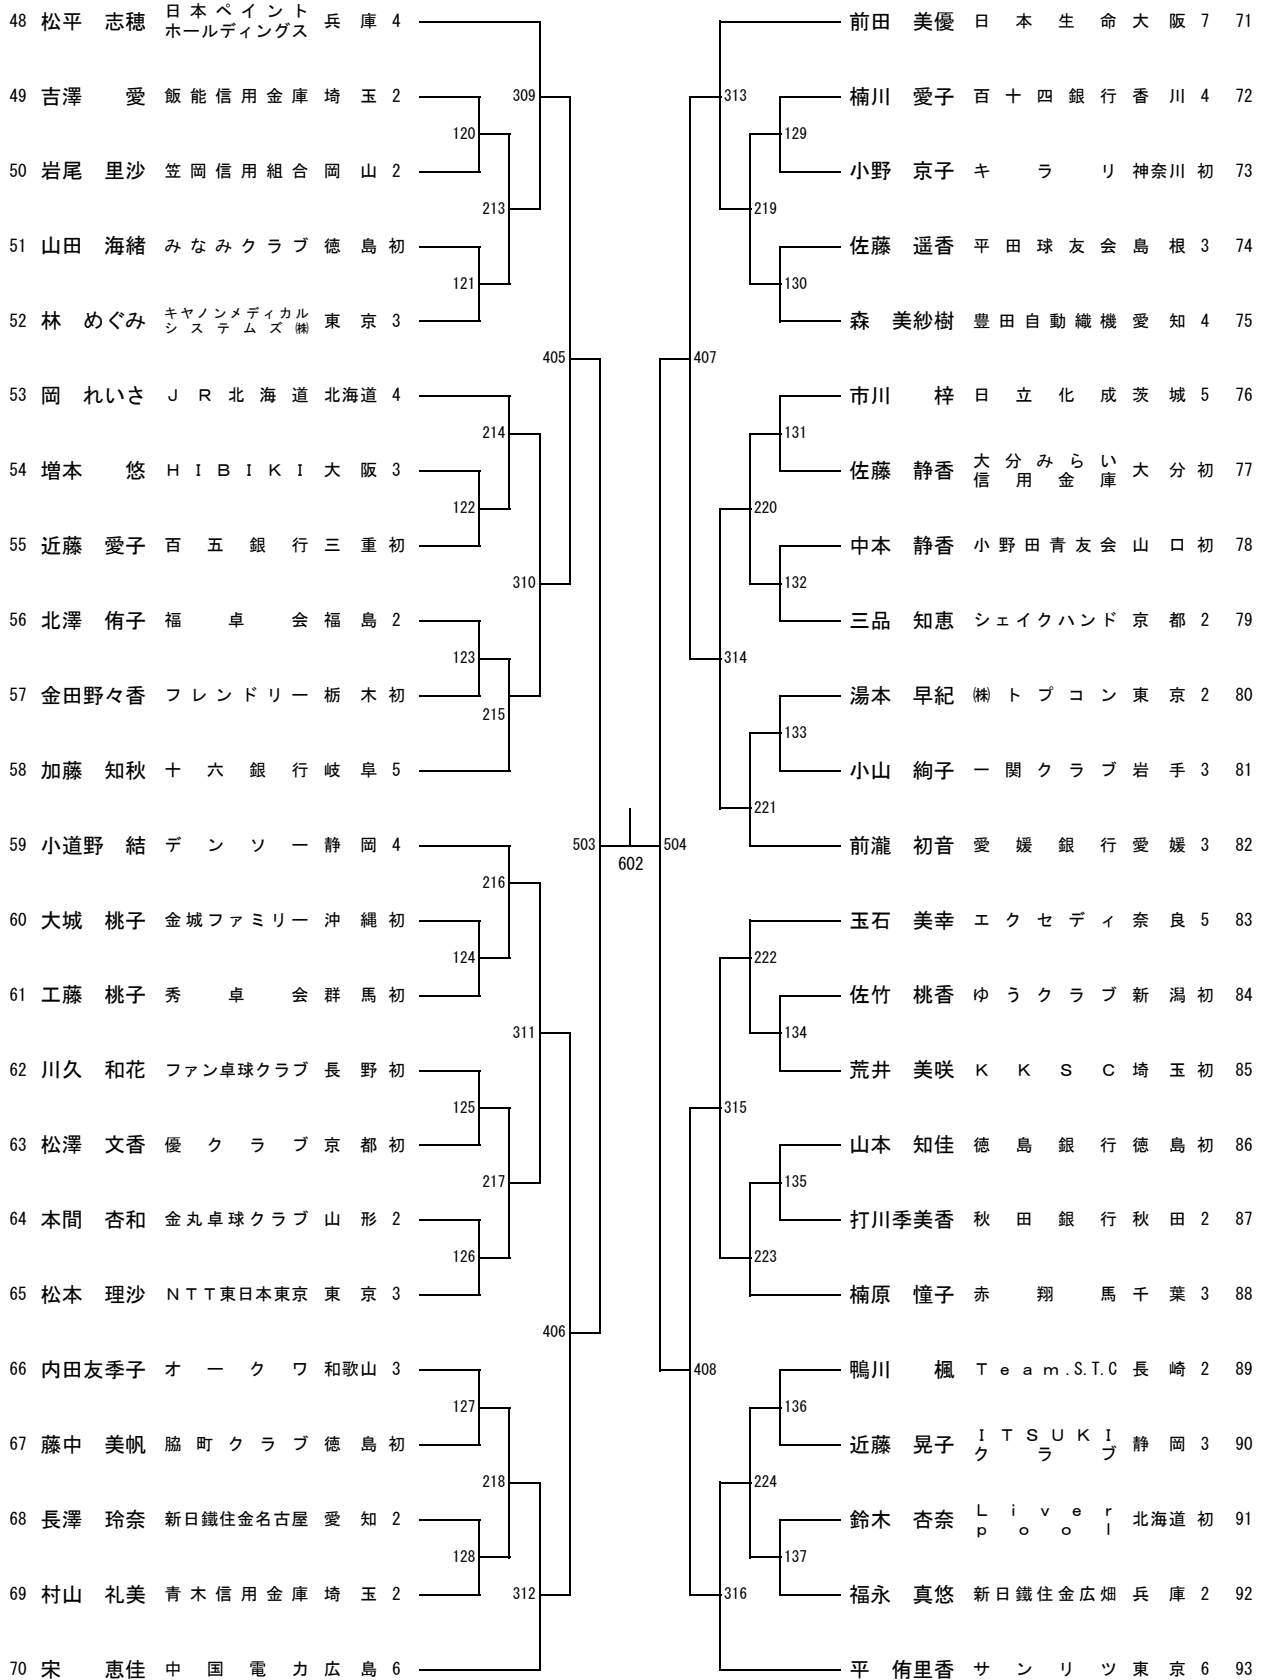 48 松平 志穂 日本ペイントホールディングス 兵庫 4
49 吉澤 愛 飯能信用金庫 埼玉 2
50 岩尾 里沙 笠岡信用組合 岡山 2
51 山田 海緒 みなみクラブ 徳島 初
52 林 めぐみ キヤノンメディカルシステムズ㈱ 東京 3
53 岡 れいさ JR北海道 北海道 4
54 増本 悠 HIBIKI 大阪 3
55 近藤 愛子 百五銀行 三重 初
56 北澤 侑子 福卓会 福島 2
57 金田野々香 フレンドリー 栃木 初
58 加藤 知秋 十六銀行 岐阜 5
59 小道野 結 デンソー 静岡 4
60 大城 桃子 金城ファミリー 沖縄 初
61 工藤 桃子 秀卓会 群馬 初
62 川久 和花 ファン卓球クラブ 長野 初
63 松澤 文香 優クラブ 京都 初
64 本間 杏和 金丸卓球クラブ 山形 2
65 松本 理沙 NTT東日本東京 東京 3
66 内田友季子 オークワ 和歌山 3
67 藤中 美帆 脇町クラブ 徳島 初
68 長澤 玲奈 新日鐵住金名古屋 愛知 2
69 村山 礼美 青木信用金庫 埼玉 2
70 宋 恵佳 中国電力 広島 6
120
121
122
123
124
125
126
127
128
213
214
215
216
217
218
309
310
311
312
405
406
503
602
504
407
408
313
314
315
316
219
220
221
222
223
224
129
130
131
132
133
134
135
136
137
前田 美優 日本生命 大阪 7 71
楠川 愛子 百十四銀行 香川 4 72
小野 京子 キラリ 神奈川 初 73
佐藤 遥香 平田球友会 島根 3 74
森 美紗樹 豊田自動織機 愛知 4 75
市川 梓 日立化成 茨城 5 76
佐藤 静香 大分みらい信用金庫 大分 初 77
中本 静香 小野田青友会 山口 初 78
三品 知恵 シェイクハンド 京都 2 79
湯本 早紀 ㈱トプコン 東京 2 80
小山 絢子 一関クラブ 岩手 3 81
前瀧 初音 愛媛銀行 愛媛 3 82
玉石 美幸 エクセディ 奈良 5 83
佐竹 桃香 ゆうクラブ 新潟 初 84
荒井 美咲 KKSC 埼玉 初 85
山本 知佳 徳島銀行 徳島 初 86
打川季美香 秋田銀行 秋田 2 87
楠原 憧子 赤翔馬 千葉 3 88
鴨川 楓 Team.S.T.C 長崎 2 89
近藤 晃子 ITSUKIクラブ 静岡 3 90
鈴木 杏奈 Liverpool 北海道 初 91
福永 真悠 新日鐵住金広畑 兵庫 2 92
平 侑里香 サンリツ 東京 6 93